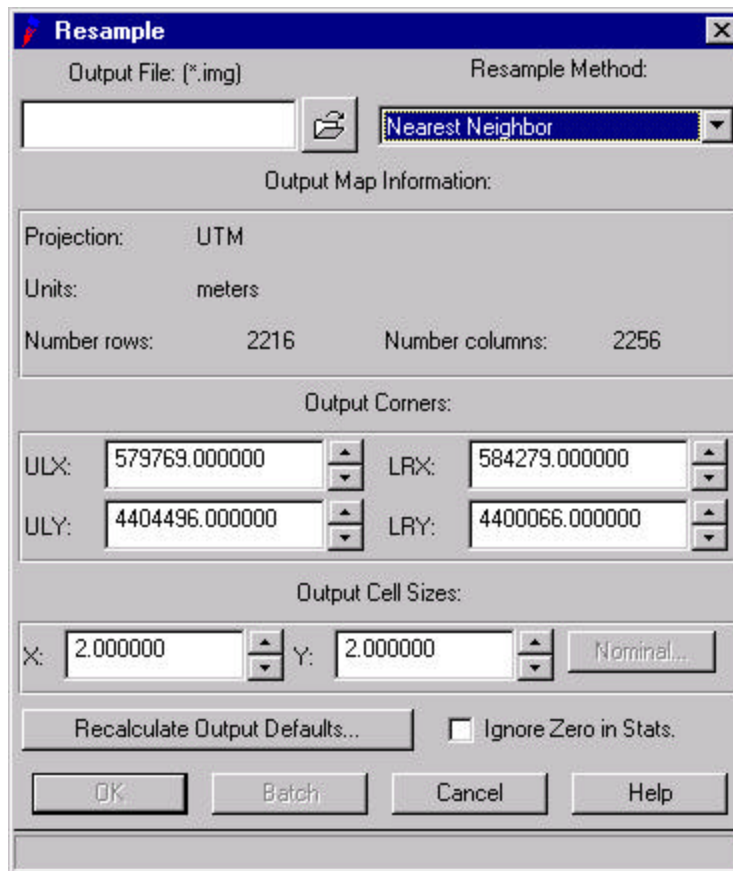 Resample
Output File: (*.img)
Resample Method:
Nearest Neighbor
Output Map Information:
Projection: UTM
Units: meters
Number rows: 2216 Number columns: 2256
Output Corners:
ULX: 579769.000000 LRX: 584279.000000
ULY: 4404496.000000 LRY: 4400066.000000
Output Cell Sizes:
X: 2.000000 Y: 2.000000 Nominal...
Recalculate Output Defaults... Ignore Zero in Stats.
OK Batch Cancel Help